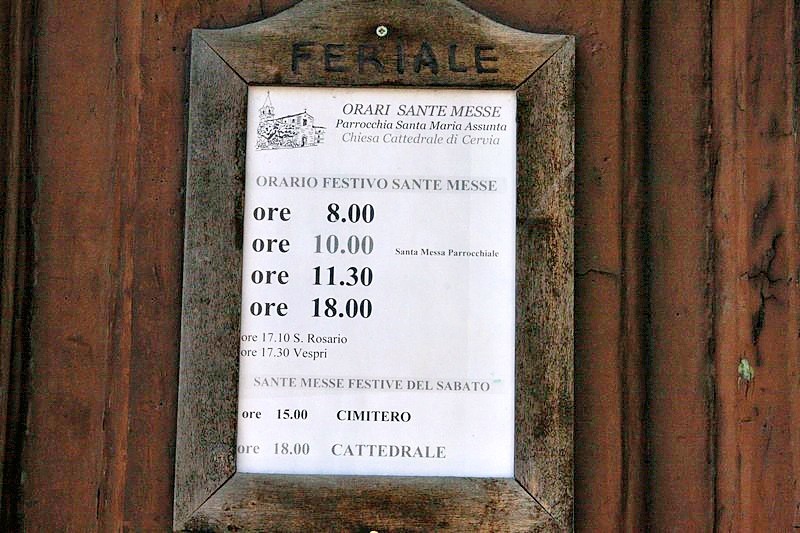 FERIALE
ORARI SANTE MESSE
Parrocchia Santa Maria Assunta
Chiesa Cattedrale di Cervia
ORARIO FESTIVO SANTE MESSE
ore 8.00
ore 10.00 Santa Messa Parrocchiale
ore 11.30
ore 18.00
ore 17.10 S. Rosario
ore 17.30 Vespri
SANTE MESSE FESTIVE DEL SABATO
ore 15.00 CIMITERO
ore 18.00 CATTEDRALE